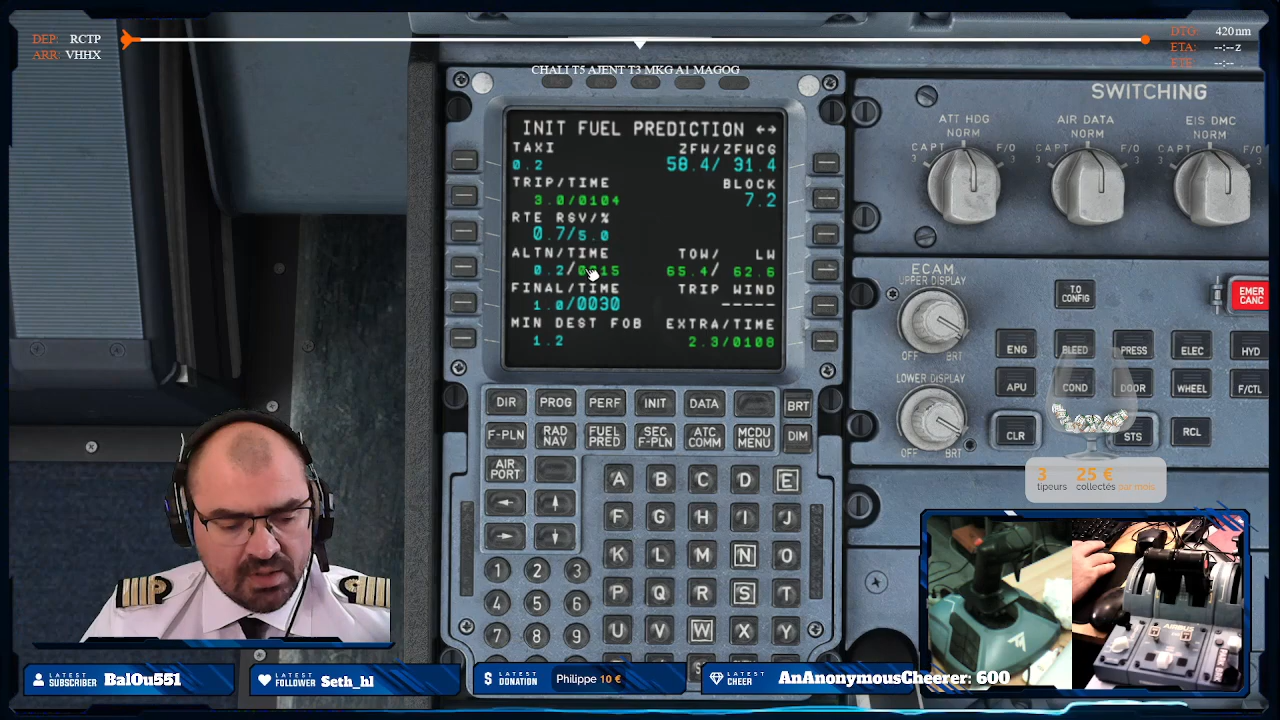 DEP: RCTP
ARR: VHHX
CHALI T5 AJENT T3 MKG A1 MAGOG
DTG: 420nm
ETA: --:--z
ETE: --:--
INIT FUEL PREDICTION ↔
TAXI ZFW/ZFWCG
0.2 58.4/ 31.4
TRIP/TIME BLOCK
3.0/0104 7.2
RTE RSV/%
0.7/5.0
ALTN/TIME TOW/ LW
0.2/0015 65.4/ 62.6
FINAL/TIME TRIP WIND
1.0/0030 -----
MIN DEST FOB EXTRA/TIME
1.2 2.3/0108
DIR PROG PERF INIT DATA BRT
F-PLN RAD NAV FUEL PRED SEC F-PLN ATC COMM MCDU MENU DIM
AIR PORT
← ↑
→ ↓
A B C D E
F G H I J
K L M N O
P Q R S T
U V W X Y
1 2 3
4 5 6
7 8 9
SWITCHING
ATT HDG AIR DATA EIS DMC
NORM NORM NORM
CAPT 3 F/O 3 CAPT 3 F/O 3 CAPT 3 F/O 3
ECAM
UPPER DISPLAY
OFF BRT
LOWER DISPLAY
OFF BRT
T.O CONFIG
EMER CANC
ENG BLEED PRESS ELEC HYD
APU COND DOOR WHEEL F/CTL
CLR STS RCL
3 tipeurs 25 € collectés sur mois
AIRBUS
LATEST SUBSCRIBER BalOu551
LATEST FOLLOWER Seth_hl
LATEST DONATION Philippe 10 €
LATEST CHEER AnAnonymousCheerer: 600